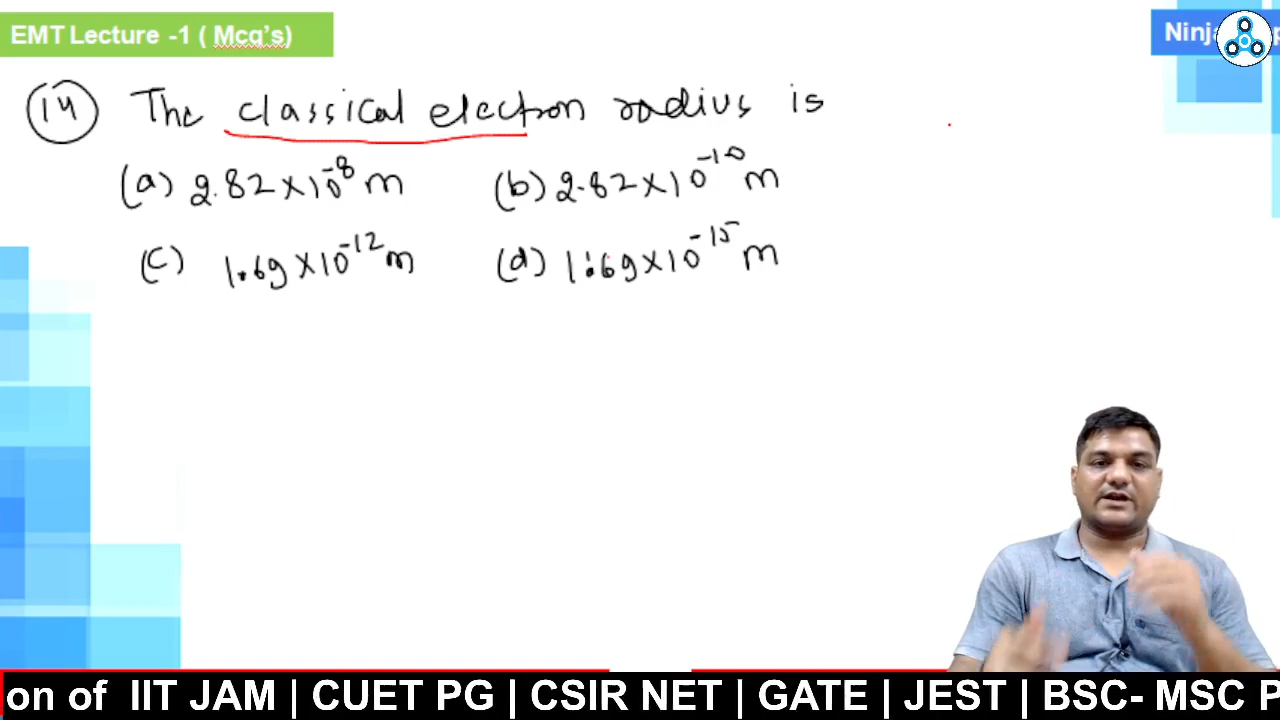 EMT Lecture -1 ( Mcq's)
Ninja
(14) The classical electron radius is
(a) 2.82×10⁻⁸ m (b) 2.82×10⁻¹⁰ m
(c) 1.69×10⁻¹² m (d) 1.69×10⁻¹⁵ m
on of IIT JAM | CUET PG | CSIR NET | GATE | JEST | BSC- MSC P